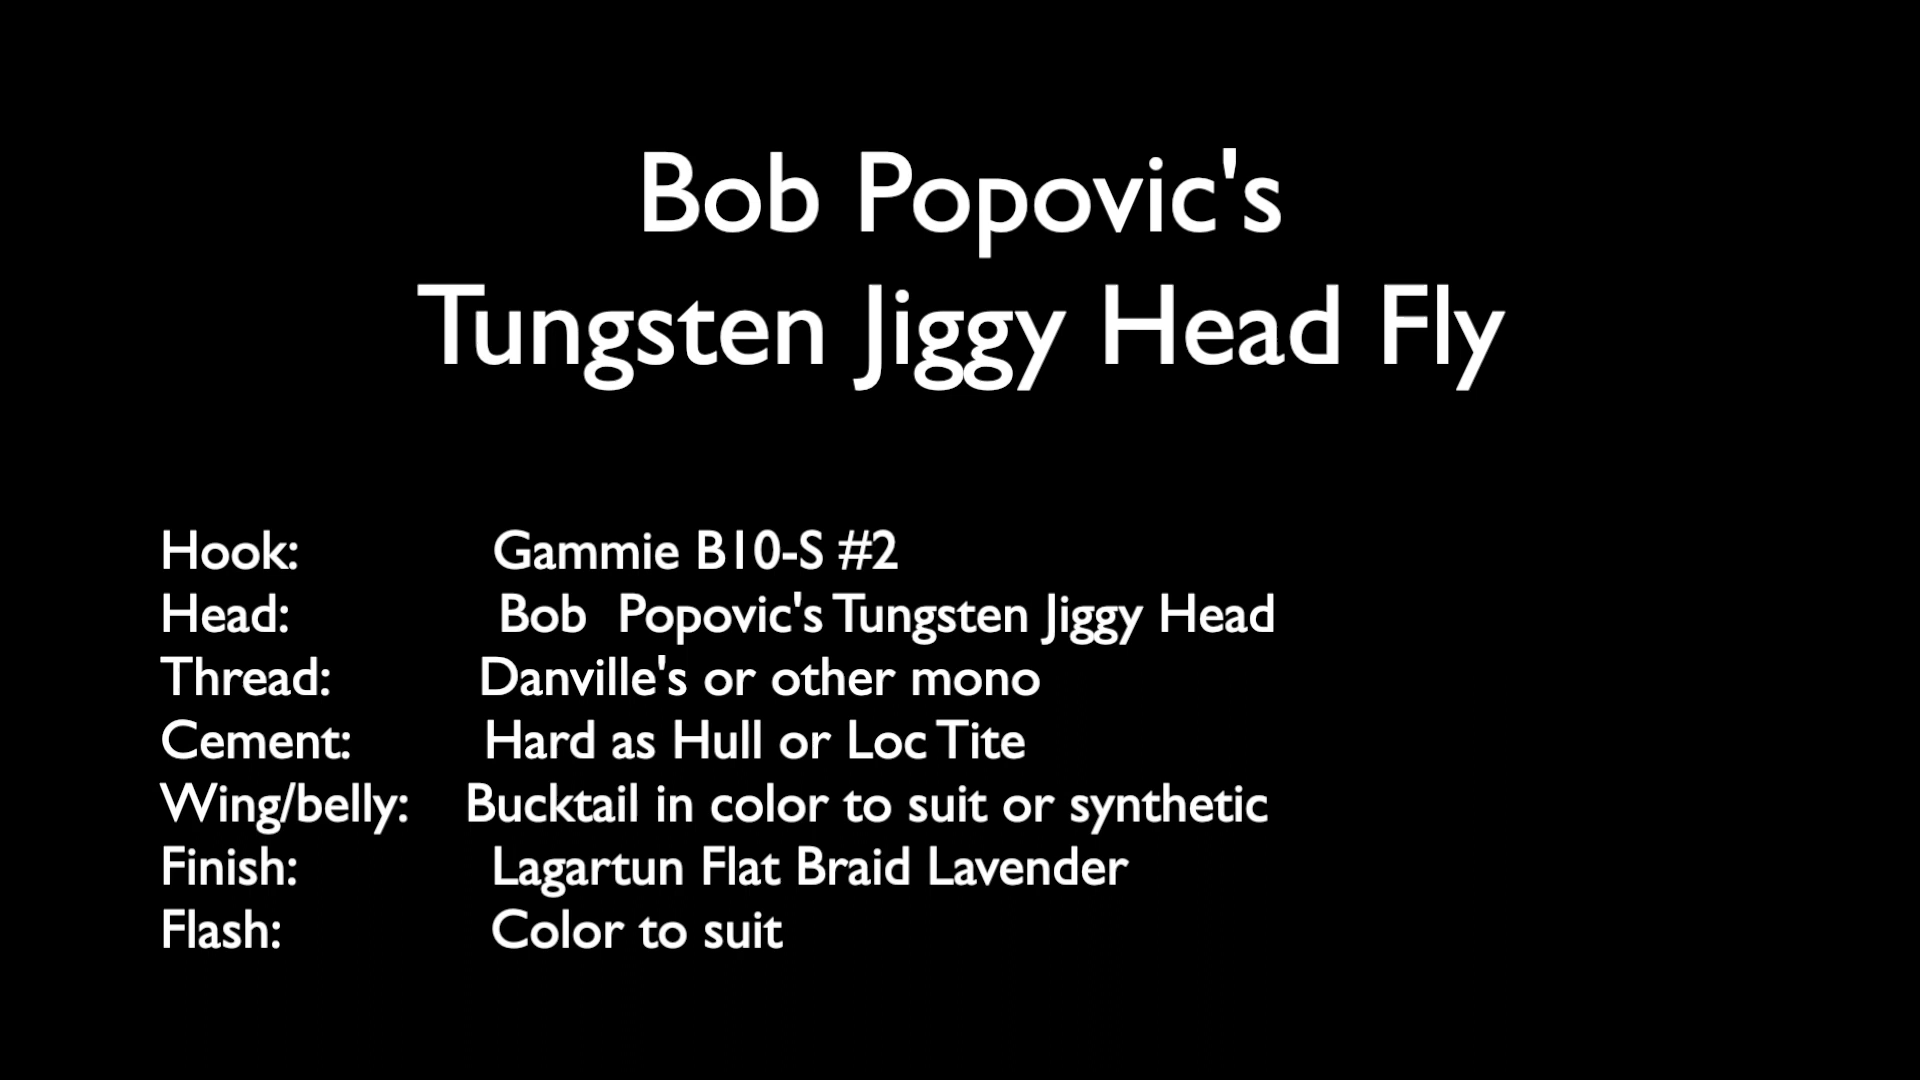 Bob Popovic's
Tungsten Jiggy Head Fly
Hook: Gammie B10-S #2
Head: Bob Popovic's Tungsten Jiggy Head
Thread: Danville's or other mono
Cement: Hard as Hull or Loc Tite
Wing/belly: Bucktail in color to suit or synthetic
Finish: Lagartun Flat Braid Lavender
Flash: Color to suit